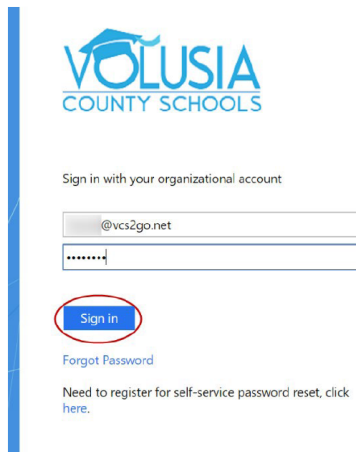 VOLUSIA
COUNTY SCHOOLS
Sign in with your organizational account
@vcs2go.net
••••••••
Sign in
Forgot Password
Need to register for self-service password reset, click
here.